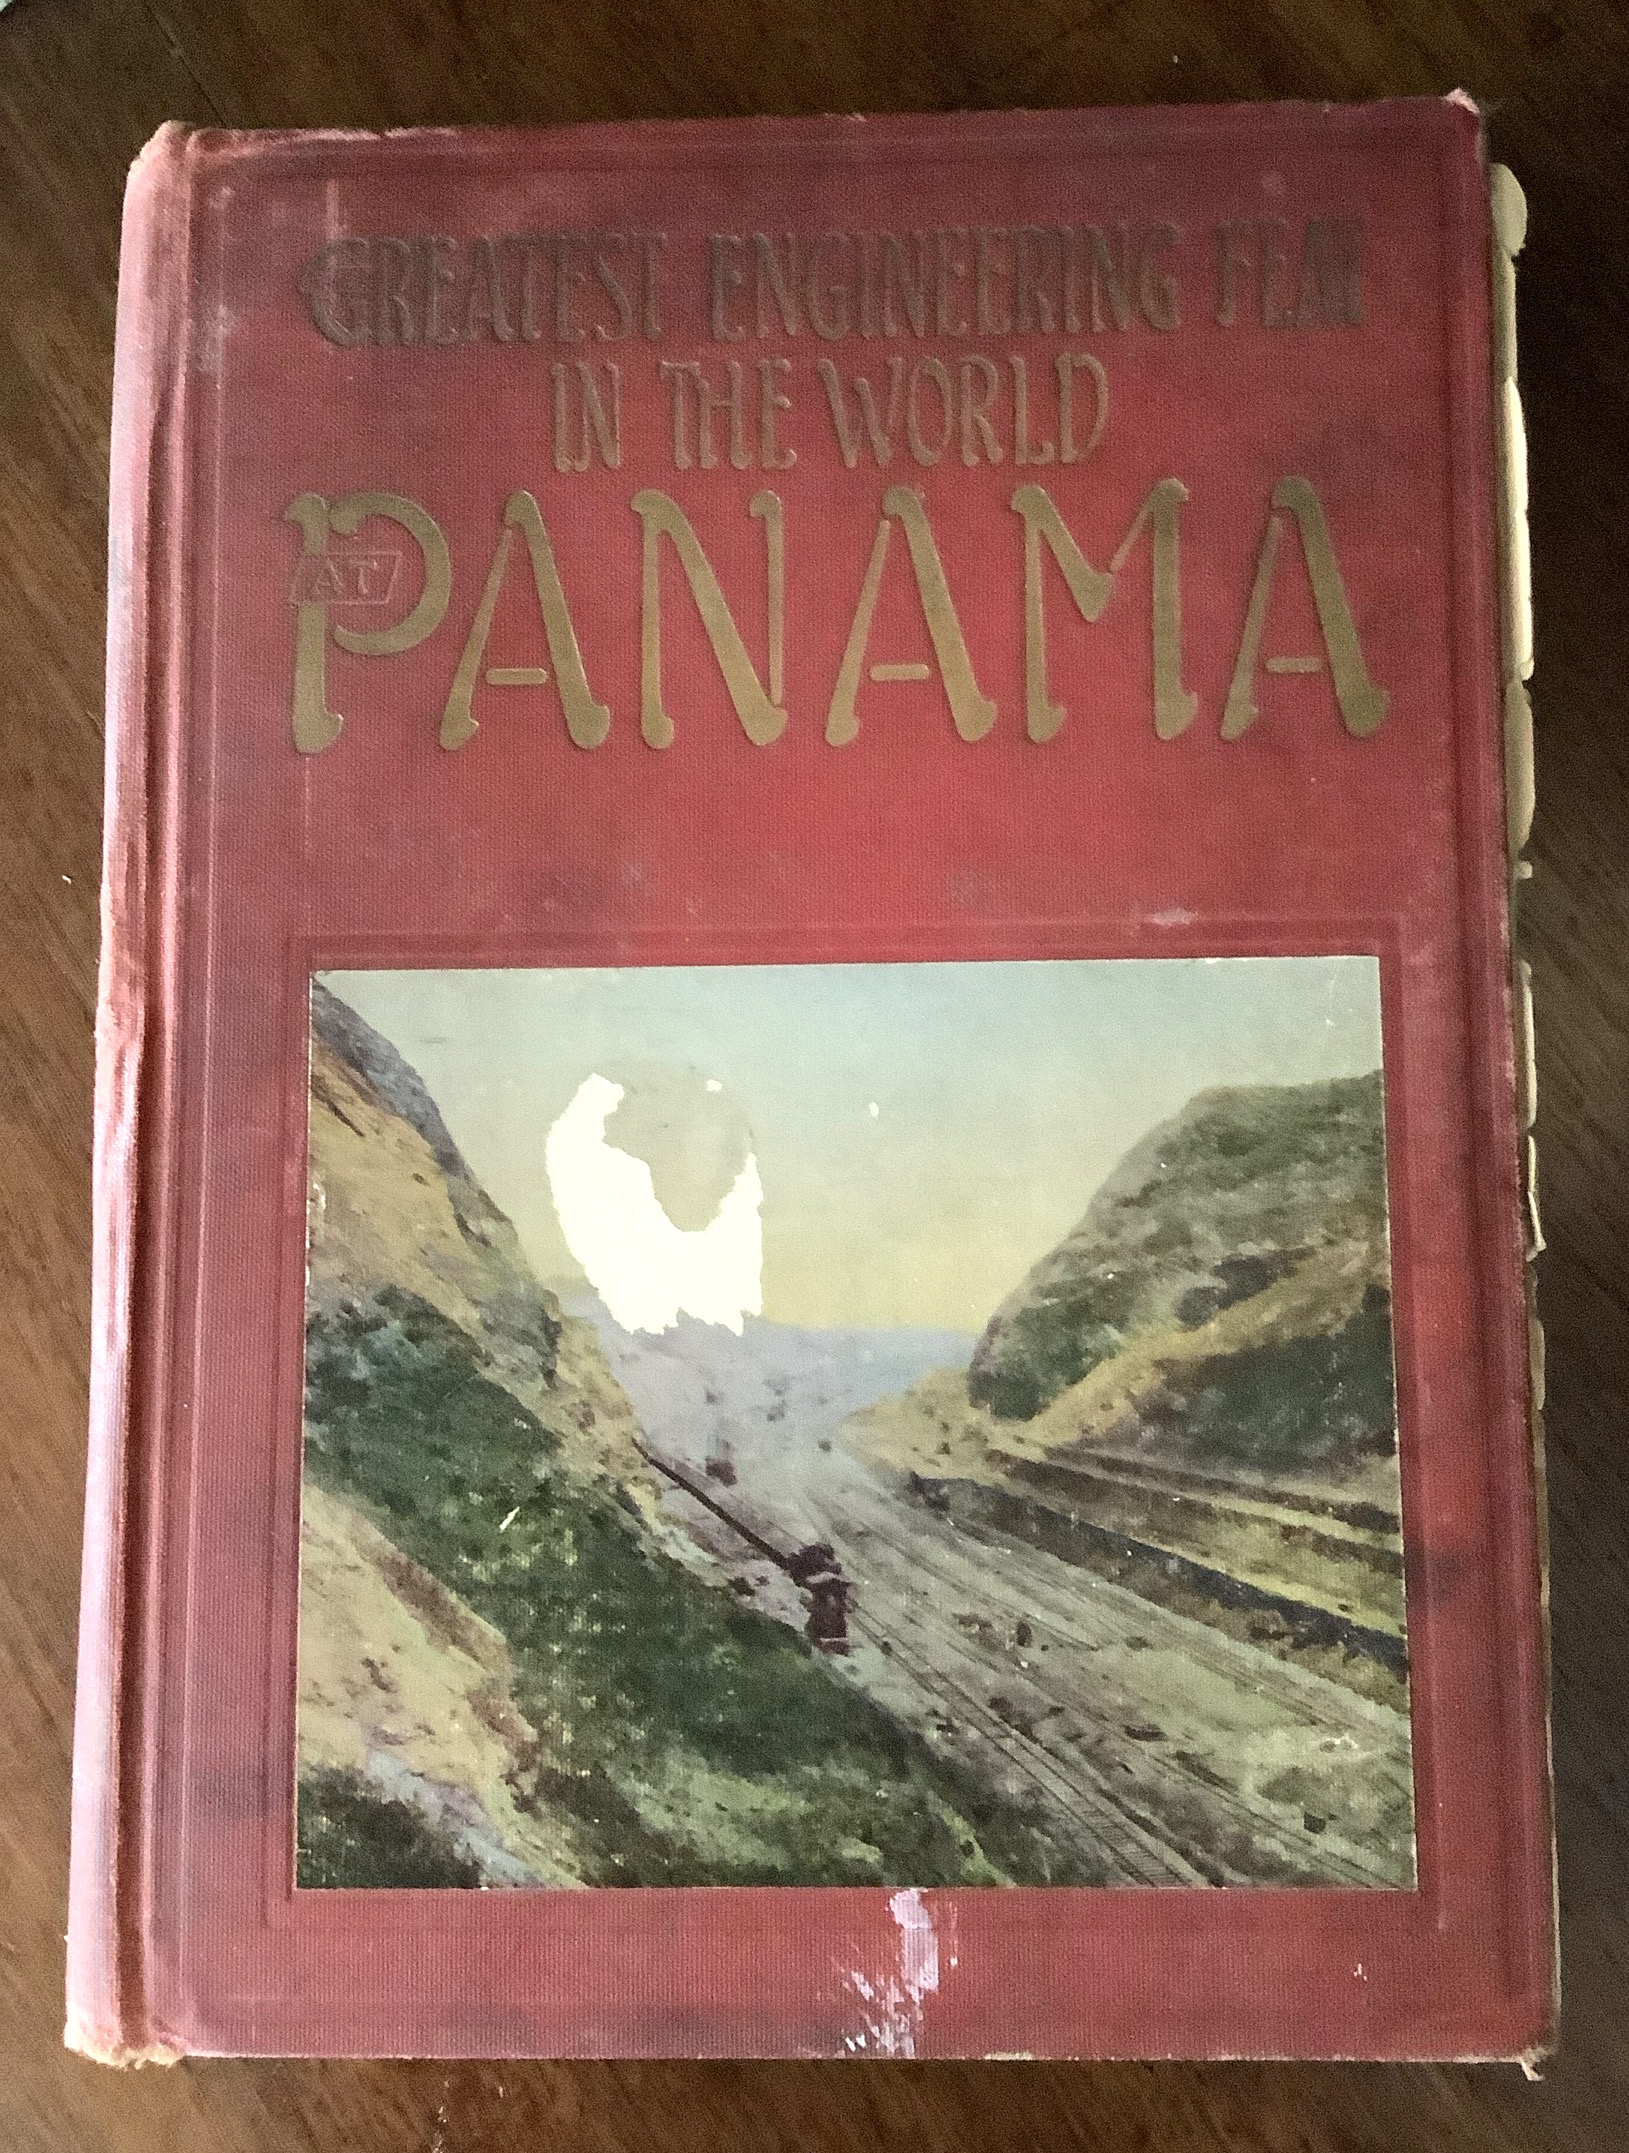 GREATEST ENGINEERING FEAT
IN THE WORLD
AT PANAMA